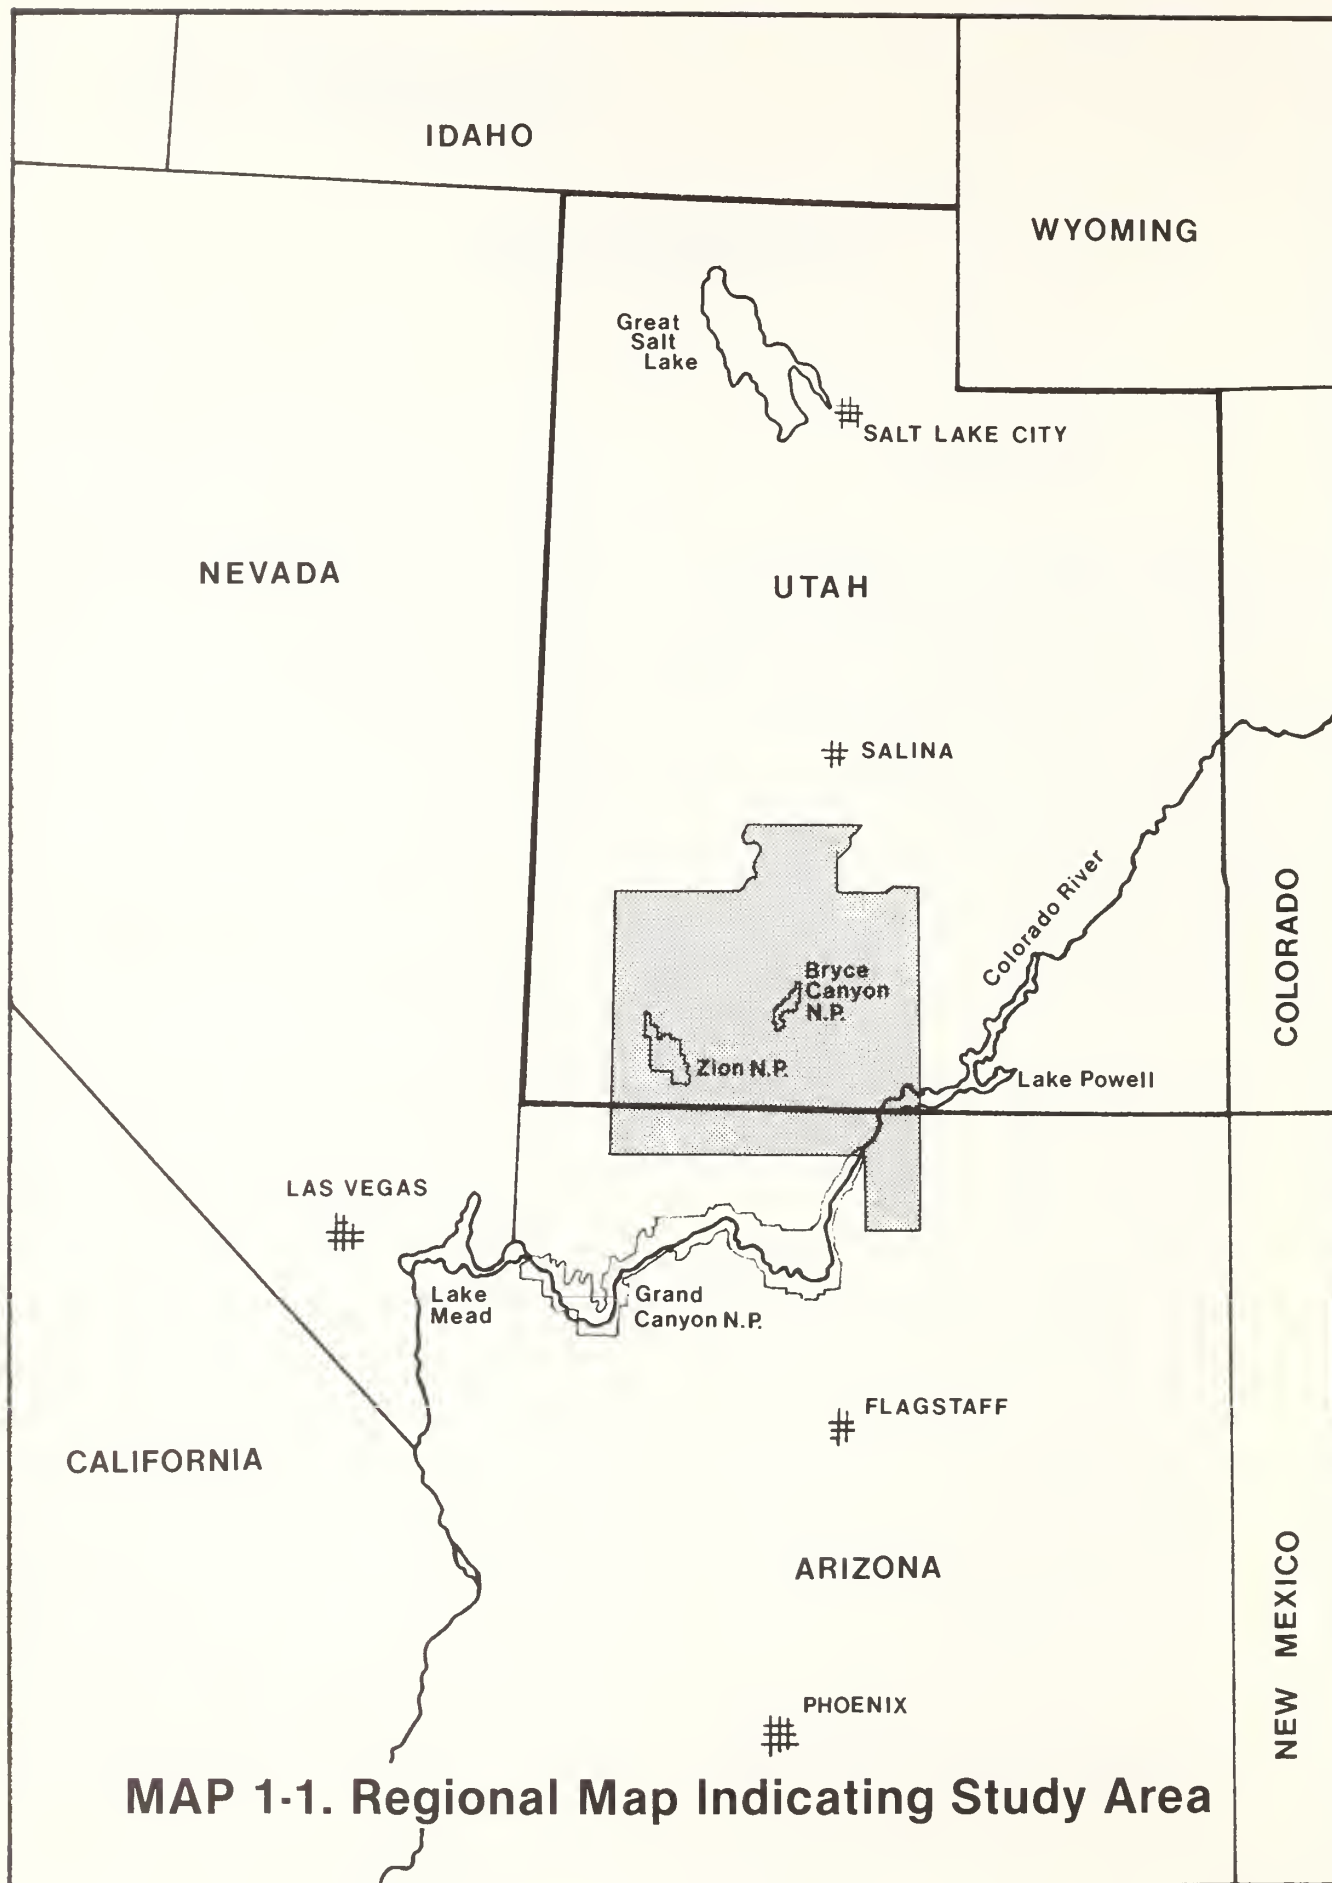 IDAHO
WYOMING
Great
Salt
Lake
SALT LAKE CITY
NEVADA
UTAH
SALINA
Colorado River
COLORADO
Bryce
Canyon
N.P.
Zion N.P.
Lake Powell
LAS VEGAS
Lake
Mead
Grand
Canyon N.P.
FLAGSTAFF
CALIFORNIA
ARIZONA
NEW MEXICO
PHOENIX
MAP 1-1. Regional Map Indicating Study Area